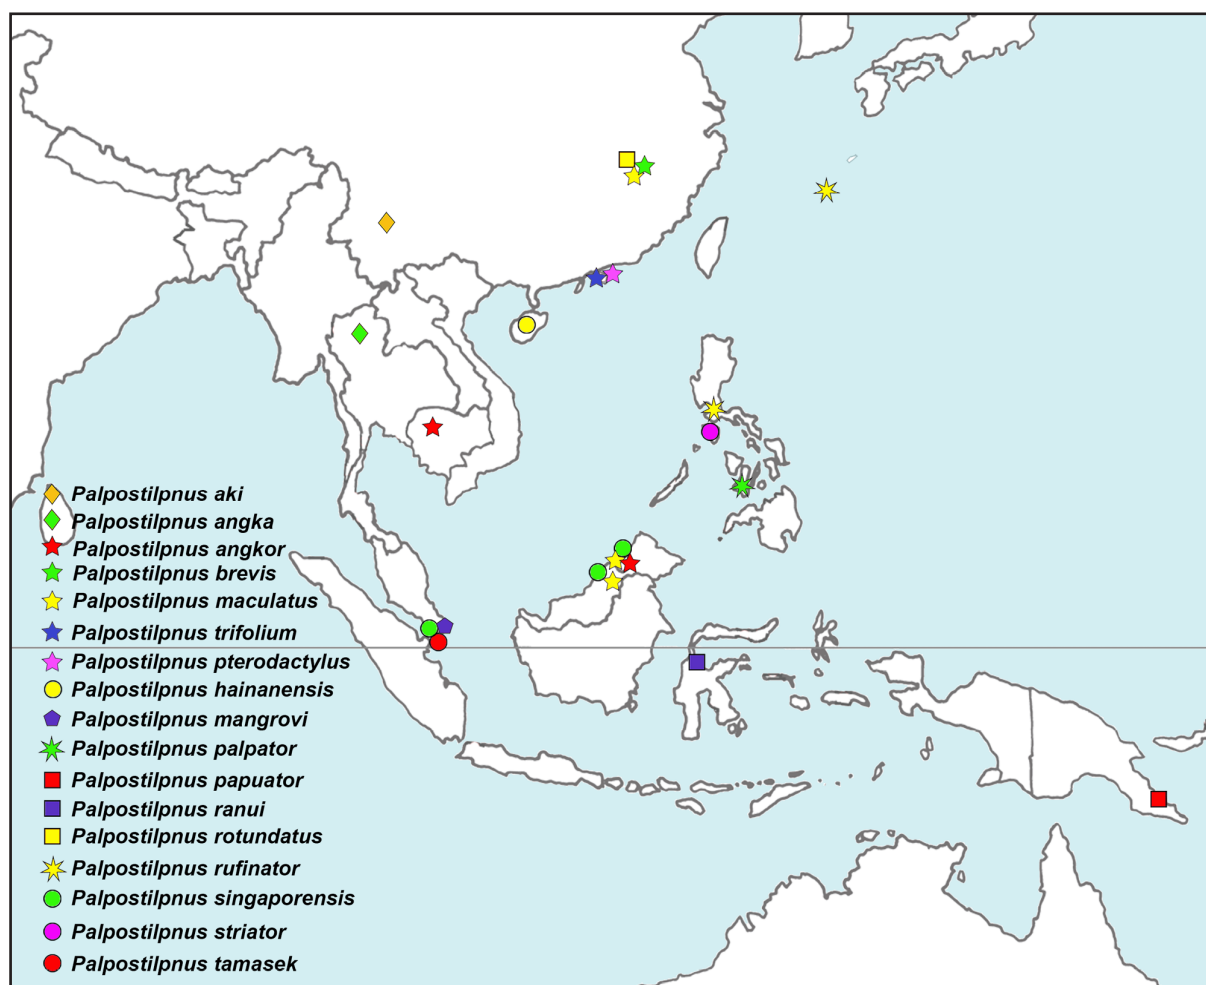 Palpostilpnus aki
Palpostilpnus angka
Palpostilpnus angkor
Palpostilpnus brevis
Palpostilpnus maculatus
Palpostilpnus trifolium
Palpostilpnus pterodactylus
Palpostilpnus hainanensis
Palpostilpnus mangrovi
Palpostilpnus palpator
Palpostilpnus papuator
Palpostilpnus ranui
Palpostilpnus rotundatus
Palpostilpnus rufinator
Palpostilpnus singaporensis
Palpostilpnus striator
Palpostilpnus tamasek